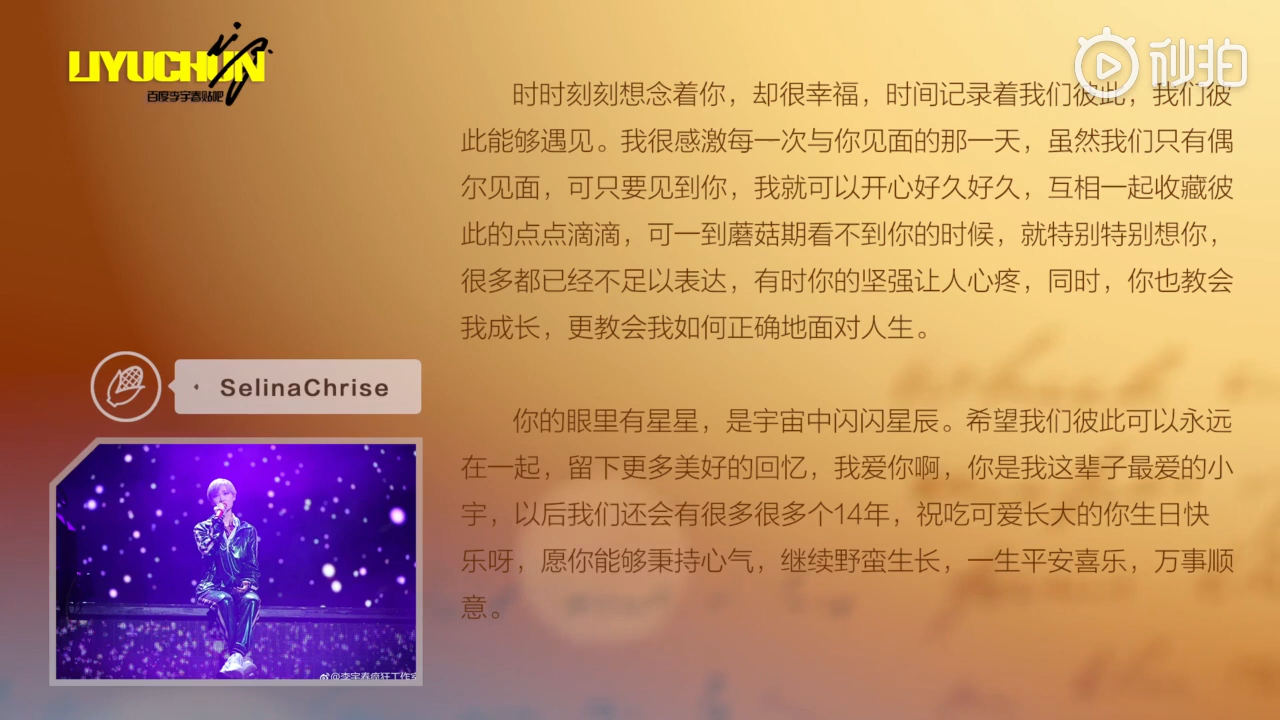 LIYUCHUN
百度李宇春贴吧
秒拍
时时刻刻想念着你，却很幸福，时间记录着我们彼此，我们彼
此能够遇见。我很感激每一次与你见面的那一天，虽然我们只有偶
尔见面，可只要见到你，我就可以开心好久好久，互相一起收藏彼
此的点点滴滴，可一到蘑菇期看不到你的时候，就特别特别想你，
很多都已经不足以表达，有时你的坚强让人心疼，同时，你也教会
我成长，更教会我如何正确地面对人生。
SelinaChrise
你的眼里有星星，是宇宙中闪闪星辰。希望我们彼此可以永远
在一起，留下更多美好的回忆，我爱你啊，你是我这辈子最爱的小
宇，以后我们还会有很多很多个14年，祝吃可爱长大的你生日快
乐呀，愿你能够秉持心气，继续野蛮生长，一生平安喜乐，万事顺
意。
@李宇春疯狂工作室